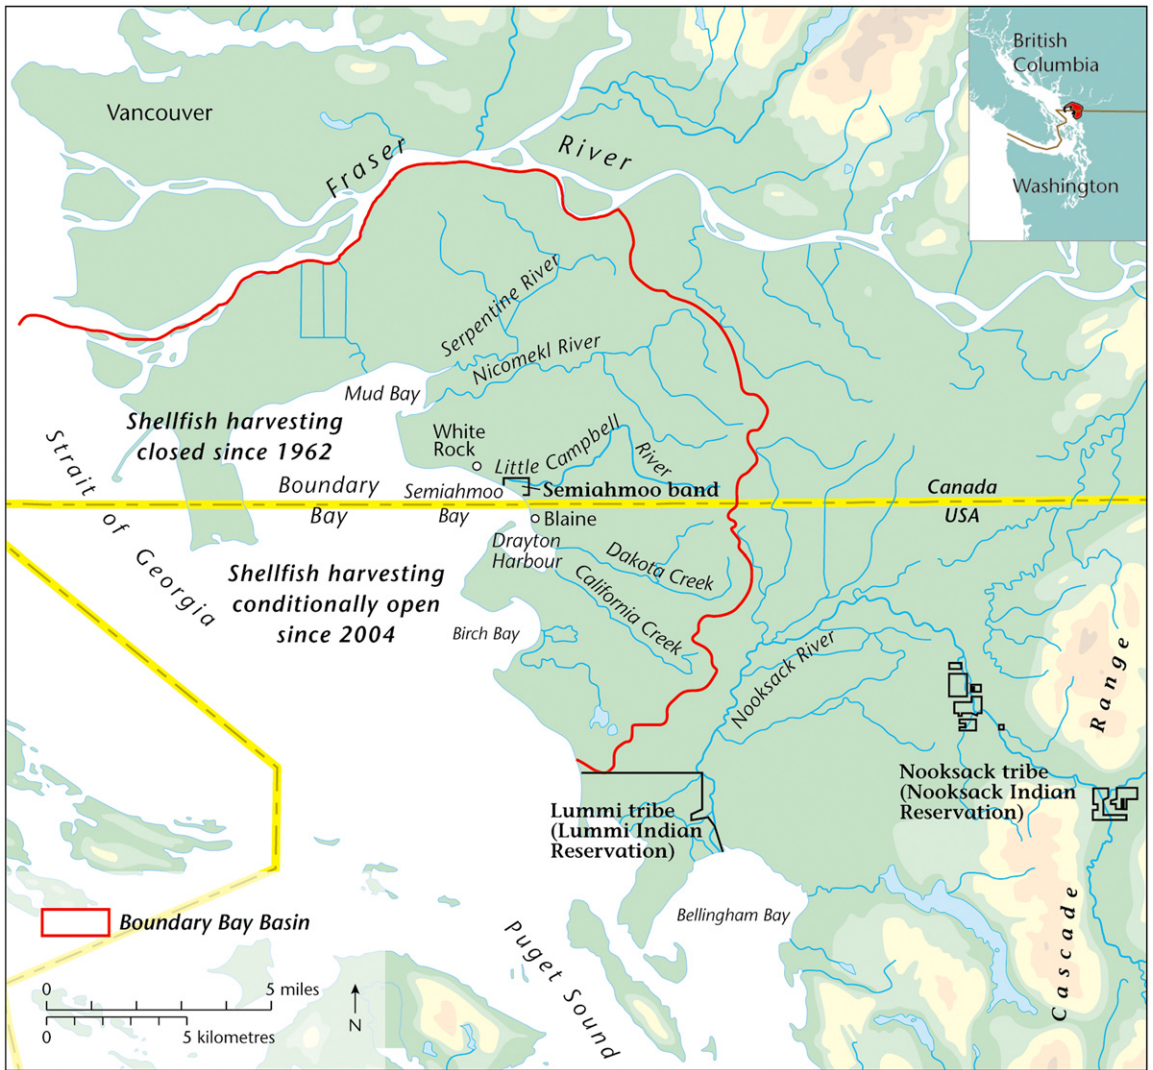 British
Columbia
Washington
Vancouver
Fraser
River
Serpentine River
Nicomekl River
Mud Bay
Shellfish harvesting
closed since 1962
White
Rock
Little Campbell
River
Strait of Georgia
Boundary
Bay
Semiahmoo
Bay
Semiahmoo band
Canada
USA
Blaine
Drayton
Harbour
Dakota Creek
California Creek
Shellfish harvesting
conditionally open
since 2004
Birch Bay
Nooksack River
Cascade Range
Nooksack tribe
(Nooksack Indian
Reservation)
Lummi tribe
(Lummi Indian
Reservation)
Bellingham Bay
Puget Sound
Boundary Bay Basin
0 5 miles
0 5 kilometres
N